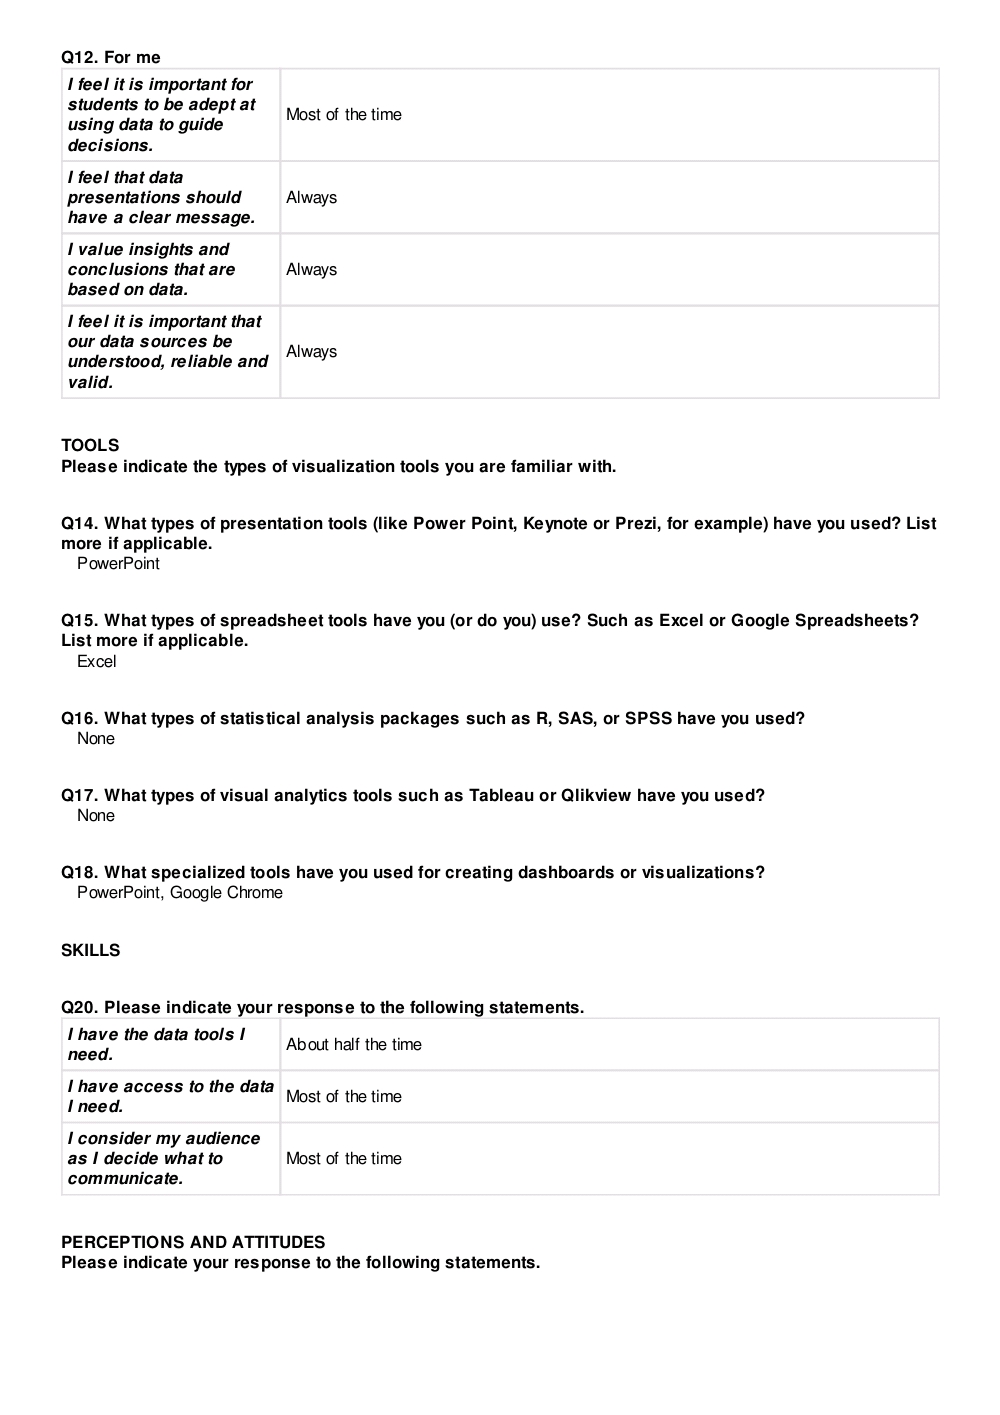 Q12. For me
I feel it is important for
students to be adept at
using data to guide
decisions.
Most of the time
I feel that data
presentations should
have a clear message.
Always
I value insights and
conclusions that are
based on data.
Always
I feel it is important that
our data sources be
understood, reliable and
valid.
Always
TOOLS
Please indicate the types of visualization tools you are familiar with.
Q14. What types of presentation tools (like Power Point, Keynote or Prezi, for example) have you used? List
more if applicable.
PowerPoint
Q15. What types of spreadsheet tools have you (or do you) use? Such as Excel or Google Spreadsheets?
List more if applicable.
Excel
Q16. What types of statistical analysis packages such as R, SAS, or SPSS have you used?
None
Q17. What types of visual analytics tools such as Tableau or Qlikview have you used?
None
Q18. What specialized tools have you used for creating dashboards or visualizations?
PowerPoint, Google Chrome
SKILLS
Q20. Please indicate your response to the following statements.
I have the data tools I
need.
About half the time
I have access to the data
I need.
Most of the time
I consider my audience
as I decide what to
communicate.
Most of the time
PERCEPTIONS AND ATTITUDES
Please indicate your response to the following statements.